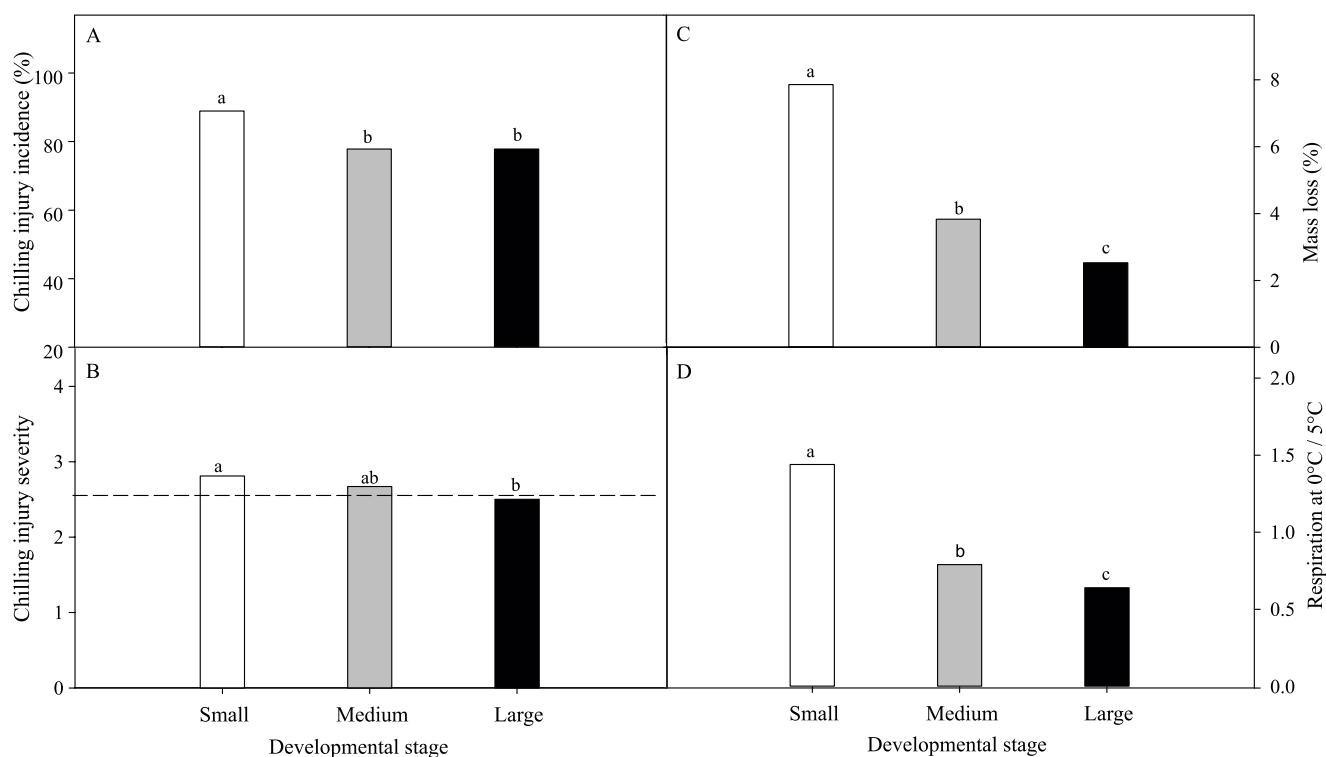 A
Chilling injury incidence (%)
100
80
60
40
20
a
b
b
C
Mass loss (%)
8
6
4
2
0
a
b
c
B
Chilling injury severity
4
3
2
1
0
a
ab
b
Small
Medium
Large
Developmental stage
D
Respiration at 0°C / 5°C
2.0
1.5
1.0
0.5
0.0
a
b
c
Small
Medium
Large
Developmental stage